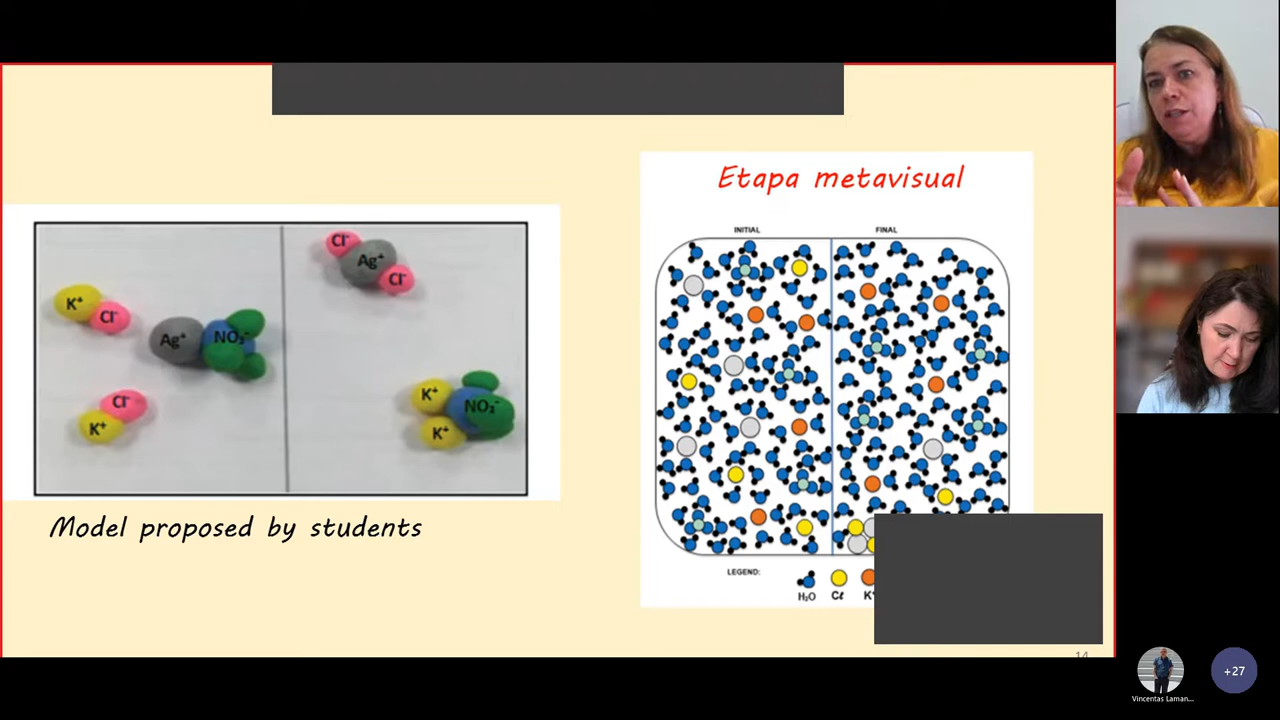 Etapa metavisual
INITIAL
FINAL
Cl⁻
Ag⁺
Cl⁻
K⁺
Cl⁻
Ag⁺
NO₃⁻
Cl⁻
K⁺
K⁺
NO₃⁻
K⁺
Model proposed by students
LEGEND:
H₂O
Cℓ
K⁺
14
Vincentas Laman...
+27